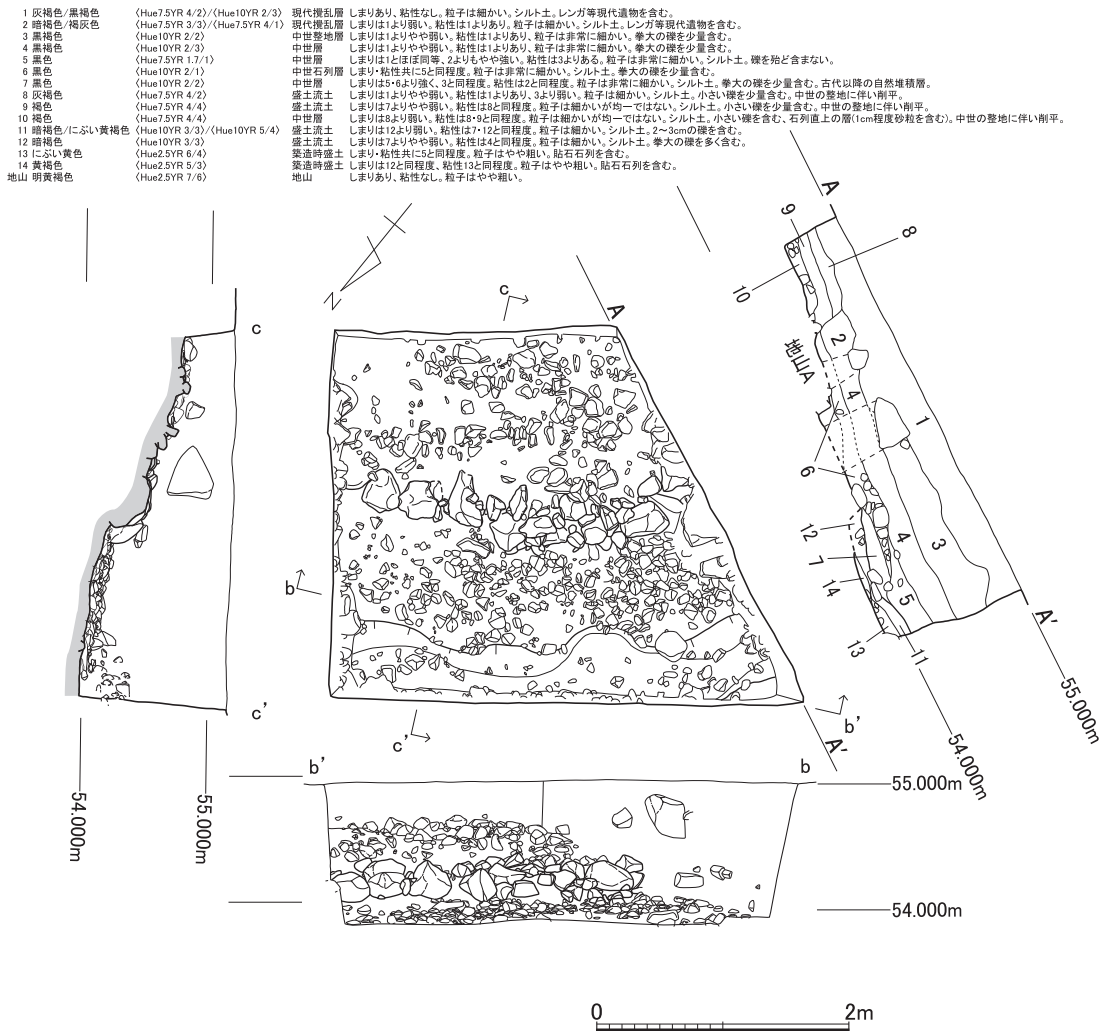 1 灰褐色/黒褐色 〈Hue7.5YR 4/2〉/〈Hue10YR 2/3〉 現代攪乱層 しまりあり、粘性なし。粒子は細かい。シルト土。レンガ等現代遺物を含む。
2 暗褐色/褐灰色 〈Hue7.5YR 3/3〉/〈Hue7.5YR 4/1〉 現代攪乱層 しまりは1より弱い。粘性は1よりあり。粒子は細かい。シルト土。レンガ等現代遺物を含む。
3 黒褐色 〈Hue10YR 2/2〉 中世整地層 しまりは1よりやや弱い。粘性は1よりあり、粒子は非常に細かい。拳大の礫を少量含む。
4 黒褐色 〈Hue10YR 2/3〉 中世層 しまりは1よりやや弱い。粘性は1よりあり、粒子は非常に細かい。拳大の礫を少量含む。
5 黒色 〈Hue7.5YR 1.7/1〉 中世層 しまりは1とほぼ同等、2よりもやや強い。粘性は3よりある。粒子は非常に細かい。シルト土。礫を殆ど含まない。
6 黒色 〈Hue10YR 2/1〉 中世石列層 しまり・粘性共に5と同程度。粒子は非常に細かい。シルト土。拳大の礫を少量含む。
7 黒色 〈Hue10YR 2/2〉 中世層 しまりは5・6より強く、3と同程度。粘性は2と同程度。粒子は非常に細かい。シルト土。拳大の礫を少量含む。古代以降の自然堆積層。
8 灰褐色 〈Hue7.5YR 4/2〉 盛土流土 しまりは1よりやや弱い。粘性は1よりあり、3より弱い。粒子は細かい。シルト土。小さい礫を少量含む。中世の整地に伴い削平。
9 褐色 〈Hue7.5YR 4/4〉 盛土流土 しまりは7よりやや弱い。粘性は8と同程度。粒子は細かいが均一ではない。シルト土。小さい礫を少量含む。中世の整地に伴い削平。
10 褐色 〈Hue7.5YR 4/4〉 中世層 しまりは8より弱い。粘性は8・9と同程度。粒子は細かいが均一ではない。シルト土。小さい礫を含む、石列直上の層(1cm程度砂粒を含む)。中世の整地に伴い削平。
11 暗褐色/にぶい黄褐色 〈Hue10YR 3/3〉/〈Hue10YR 5/4〉 盛土流土 しまりは12より弱い。粘性は7・12と同程度。粒子は細かい。シルト土。2〜3cmの礫を含む。
12 暗褐色 〈Hue10YR 3/3〉 盛土流土 しまりは7よりやや弱い。粘性は4と同程度。粒子は細かい。シルト土。拳大の礫を多く含む。
13 にぶい黄色 〈Hue2.5YR 6/4〉 築造時盛土 しまり・粘性共に5と同程度。粒子はやや粗い。貼石石列を含む。
14 黄褐色 〈Hue2.5YR 5/3〉 築造時盛土 しまりは12と同程度、粘性13と同程度。粒子はやや粗い。貼石石列を含む。
地山 明黄褐色 〈Hue2.5YR 7/6〉 地山 しまりあり、粘性なし。粒子はやや粗い。
A
9
8
10
2
地山A
4
1
6
12
7
14
4
3
5
13
11
A'
55.000m
54.000m
N
c
A
b
c'
b'
A'
c
c'
54.000m
55.000m
b'
b
55.000m
54.000m
0
2m